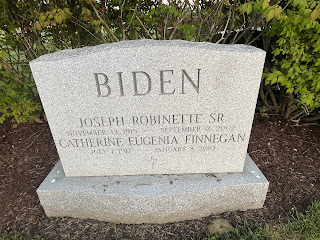 BIDEN
JOSEPH ROBINETTE SR
NOVEMBER 13, 1915 – SEPTEMBER 2, 2002
CATHERINE EUGENIA FINNEGAN
JULY 7, 1917 – JANUARY 8, 2010